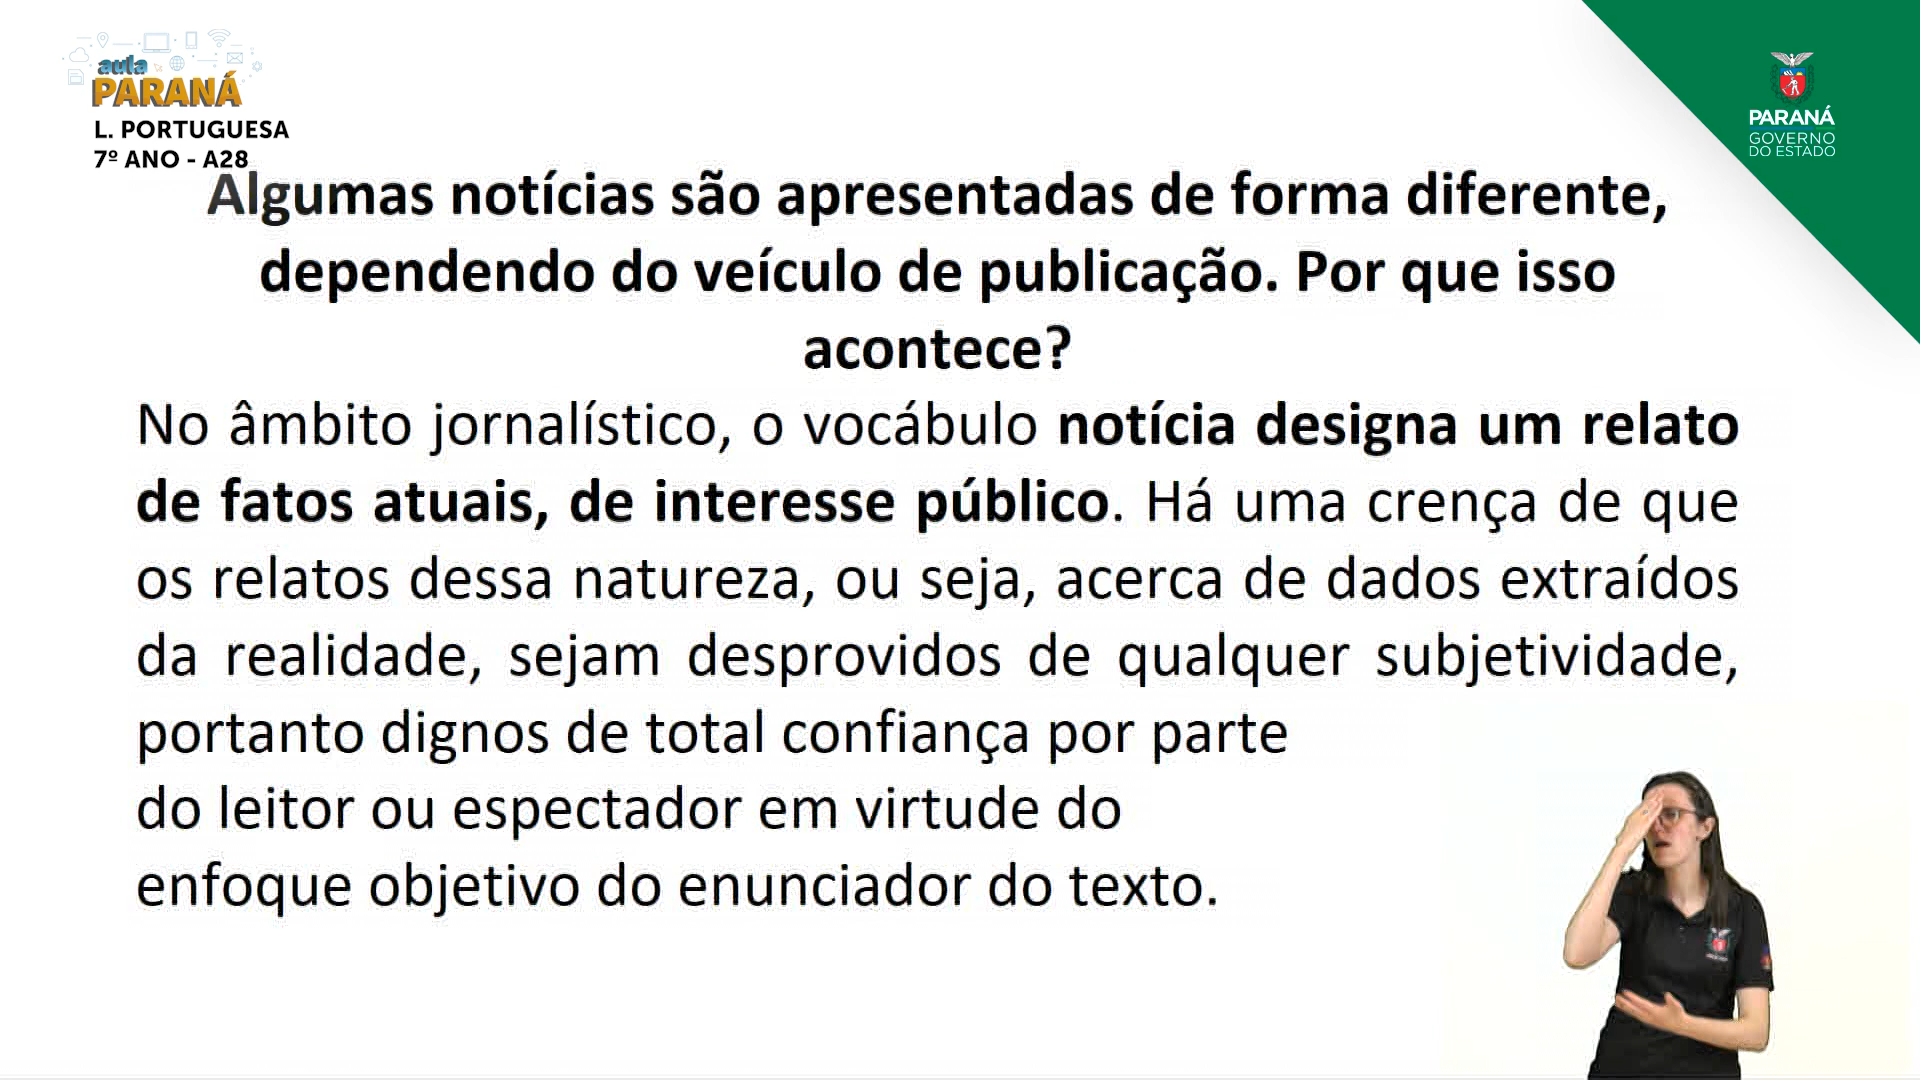 aula
PARANÁ
L. PORTUGUESA
7º ANO - A28
PARANÁ
GOVERNO
DO ESTADO
Algumas notícias são apresentadas de forma diferente,
dependendo do veículo de publicação. Por que isso
acontece?
No âmbito jornalístico, o vocábulo notícia designa um relato
de fatos atuais, de interesse público. Há uma crença de que
os relatos dessa natureza, ou seja, acerca de dados extraídos
da realidade, sejam desprovidos de qualquer subjetividade,
portanto dignos de total confiança por parte
do leitor ou espectador em virtude do
enfoque objetivo do enunciador do texto.